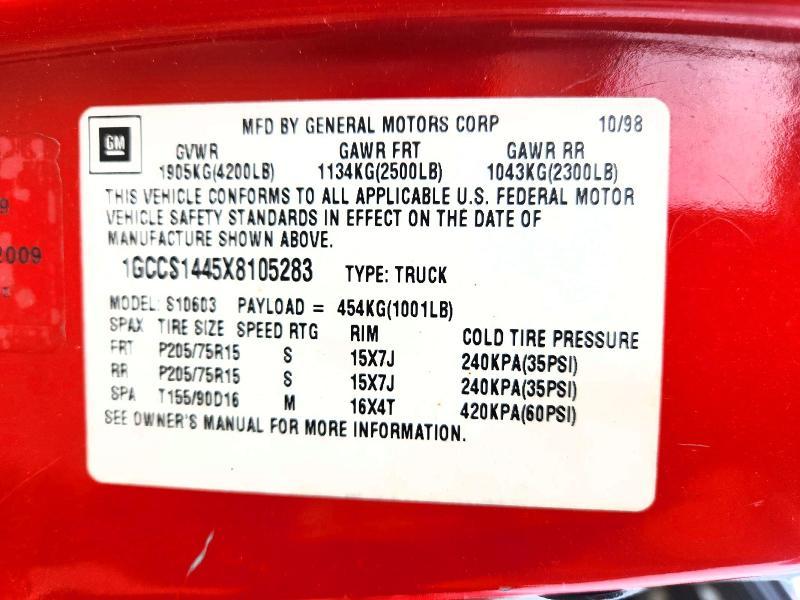 MFD BY GENERAL MOTORS CORP 10/98
GM
GVWR GAWR FRT GAWR RR
1905KG(4200LB) 1134KG(2500LB) 1043KG(2300LB)
THIS VEHICLE CONFORMS TO ALL APPLICABLE U.S. FEDERAL MOTOR
VEHICLE SAFETY STANDARDS IN EFFECT ON THE DATE OF
MANUFACTURE SHOWN ABOVE.
1GCCS1445X8105283 TYPE: TRUCK
MODEL: S10603 PAYLOAD = 454KG(1001LB)
SPAX TIRE SIZE SPEED RTG RIM COLD TIRE PRESSURE
FRT P205/75R15 S 15X7J 240KPA(35PSI)
RR P205/75R15 S 15X7J 240KPA(35PSI)
SPA T155/90D16 M 16X4T 420KPA(60PSI)
SEE OWNER'S MANUAL FOR MORE INFORMATION.
2009